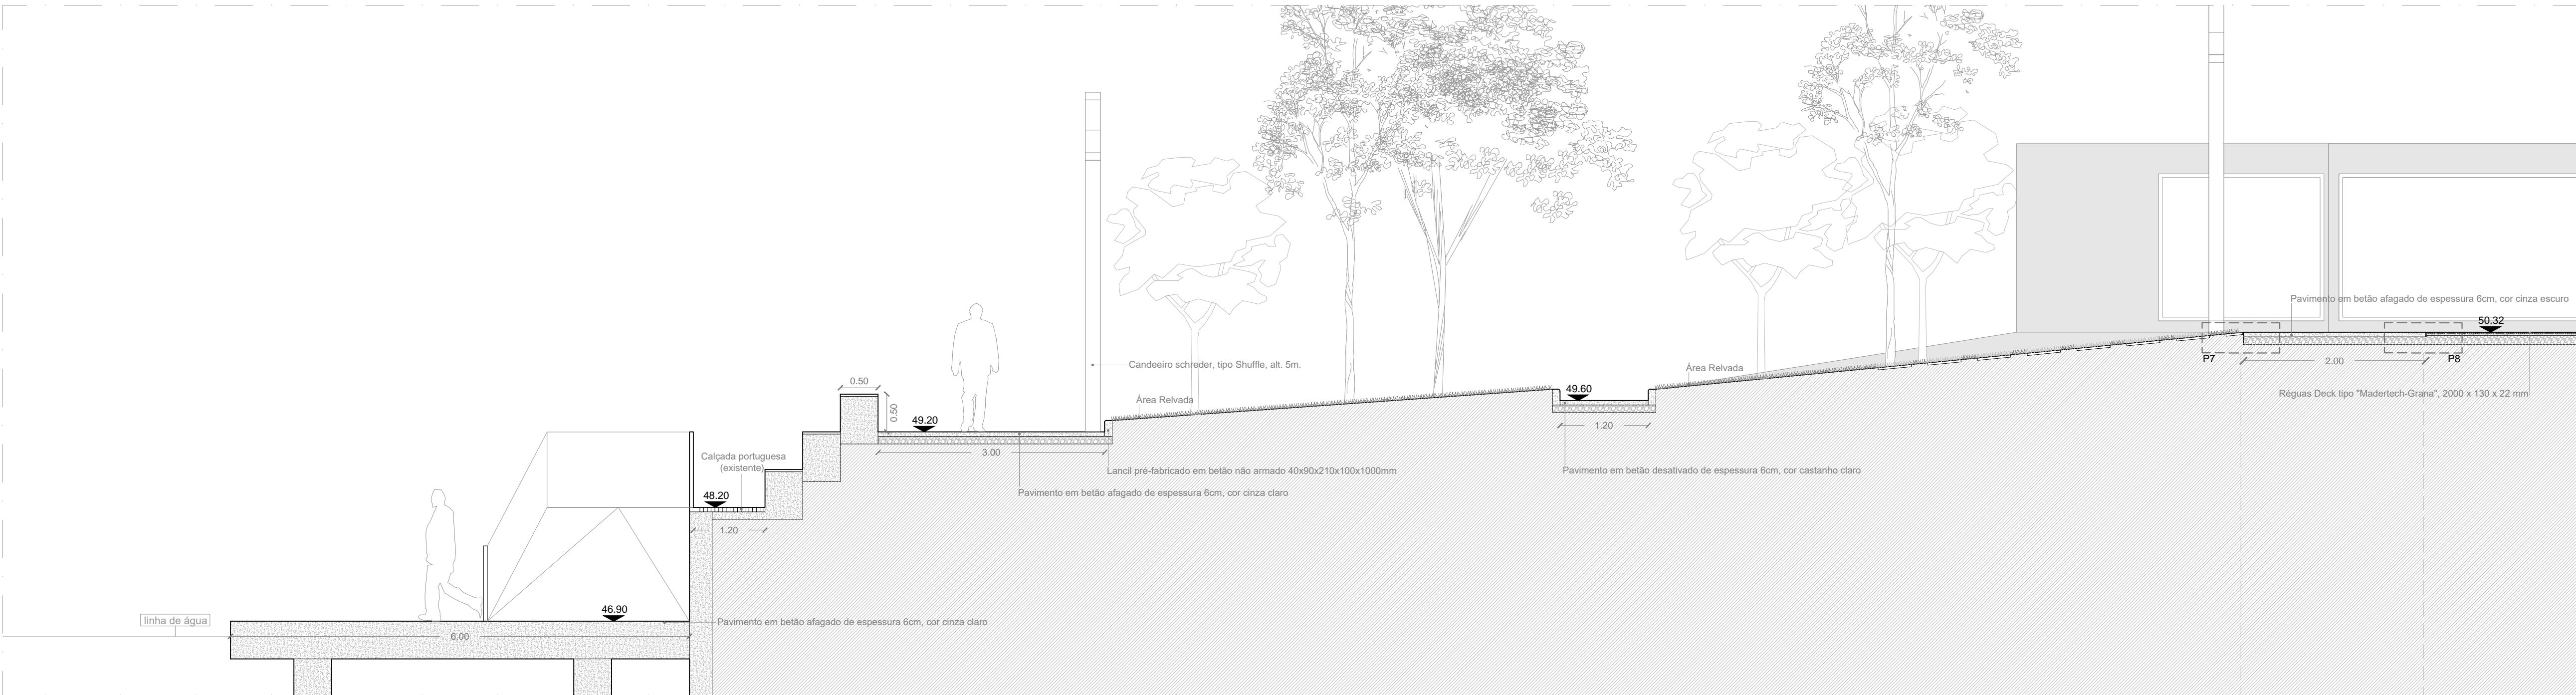 Pavimento em betão afagado de espessura 6cm, cor cinza escuro
50.32
P7
P8
2.00
Candeeiro schreder, tipo Shuffle, alt. 5m.
Área Relvada
0.50
0.50
Réguas Deck tipo "Madertech-Grana", 2000 x 130 x 22 mm
49.60
Área Relvada
49.20
1.20
3.00
Calçada portuguesa
(existente)
Lancil pré-fabricado em betão não armado 40x90x210x100x1000mm
Pavimento em betão desativado de espessura 6cm, cor castanho claro
48.20
Pavimento em betão afagado de espessura 6cm, cor cinza claro
1.20
46.90
linha de água
Pavimento em betão afagado de espessura 6cm, cor cinza claro
6.00